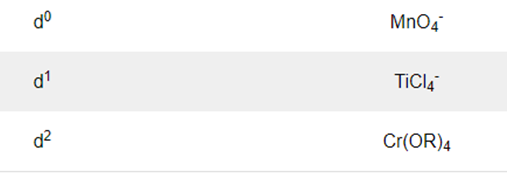 d⁰ MnO₄⁻
d¹ TiCl₄⁻
d² Cr(OR)₄